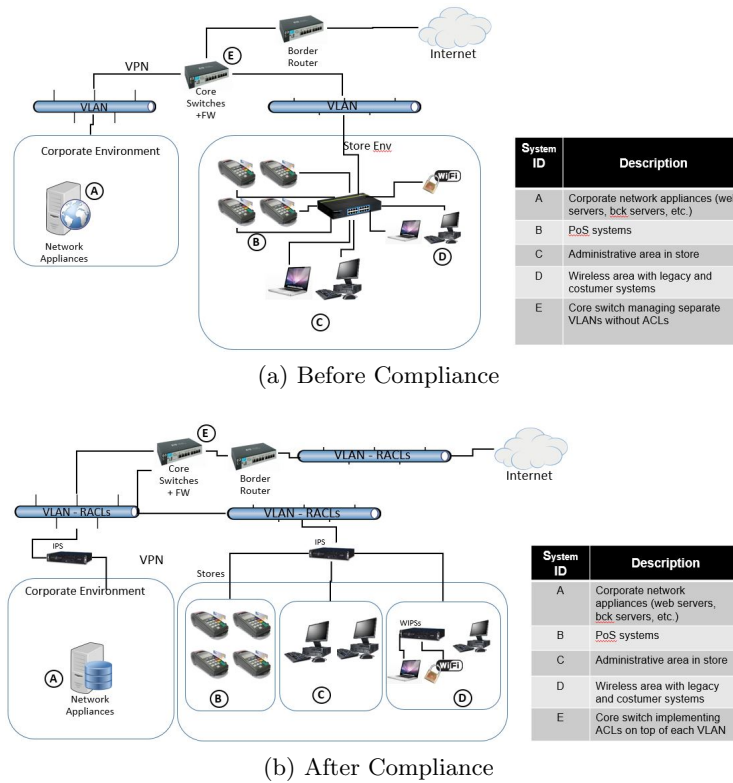 E
Border
Router
Internet
VPN
Core
Switches
+FW
VLAN
VLAN
Corporate Environment
A
Network
Appliances
Store Env
WiFi
B
D
C
System
ID
Description
A
Corporate network appliances (we
servers, bck servers, etc.)
B
PoS systems
C
Administrative area in store
D
Wireless area with legacy and
costumer systems
E
Core switch managing separate
VLANs without ACLs
(a) Before Compliance
E
Core
Switches
+ FW
Border
Router
VLAN - RACLs
Internet
VLAN - RACLs
VLAN - RACLs
IPS
VPN
IPS
Corporate Environment
Stores
A
Network
Appliances
B
C
WIPSs
WiFi
D
System
ID
Description
A
Corporate network
appliances (web servers,
bck servers, etc.)
B
PoS systems
C
Administrative area in store
D
Wireless area with legacy
and costumer systems
E
Core switch implementing
ACLs on top of each VLAN
(b) After Compliance